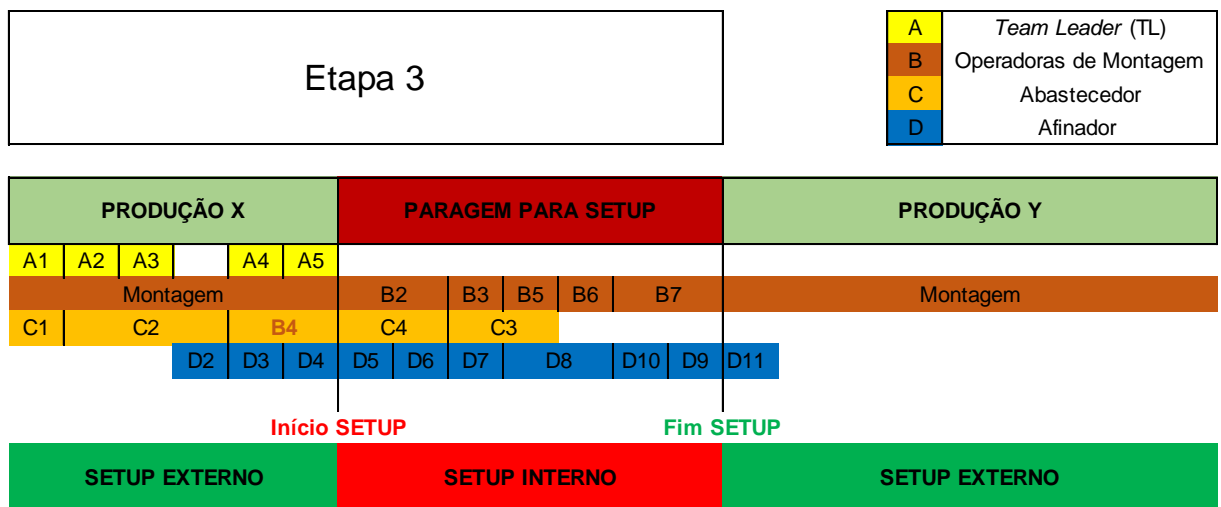 Etapa 3
A Team Leader (TL)
B Operadoras de Montagem
C Abastecedor
D Afinador
PRODUÇÃO X PARAGEM PARA SETUP PRODUÇÃO Y
A1 A2 A3 A4 A5
Montagem B2 B3 B5 B6 B7 Montagem
C1 C2 B4 C4 C3
D2 D3 D4 D5 D6 D7 D8 D10 D9 D11
Início SETUP Fim SETUP
SETUP EXTERNO SETUP INTERNO SETUP EXTERNO